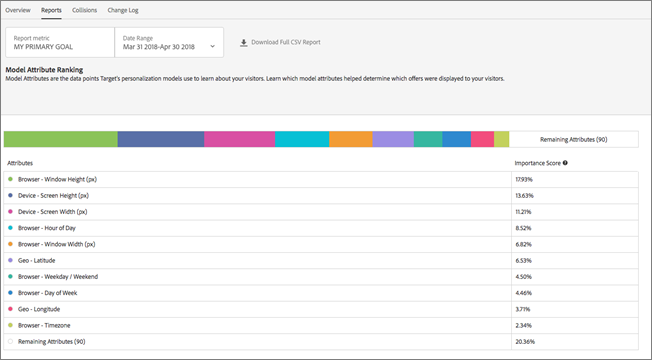 Overview Reports Collisions Change Log
Report metric
MY PRIMARY GOAL
Date Range
Mar 31 2018-Apr 30 2018
Download Full CSV Report
Model Attribute Ranking
Model Attributes are the data points Target's personalization models use to learn about your visitors. Learn which model attributes helped determine which offers were displayed to your visitors.
Remaining Attributes (90)
Attributes Importance Score ?
Browser - Window Height (px) 17.93%
Device - Screen Height (px) 13.63%
Device - Screen Width (px) 11.21%
Browser - Hour of Day 8.52%
Browser - Window Width (px) 6.82%
Geo - Latitude 6.53%
Browser - Weekday / Weekend 4.50%
Browser - Day of Week 4.46%
Geo - Longitude 3.71%
Browser - Timezone 2.34%
Remaining Attributes (90) 20.36%